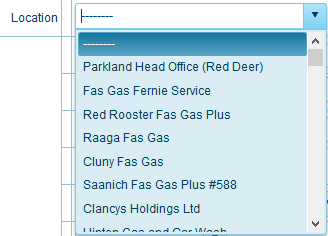 Location
--------
--------
Parkland Head Office (Red Deer)
Fas Gas Fernie Service
Red Rooster Fas Gas Plus
Raaga Fas Gas
Cluny Fas Gas
Saanich Fas Gas Plus #588
Clancys Holdings Ltd
Hinton Gas and Car Wash